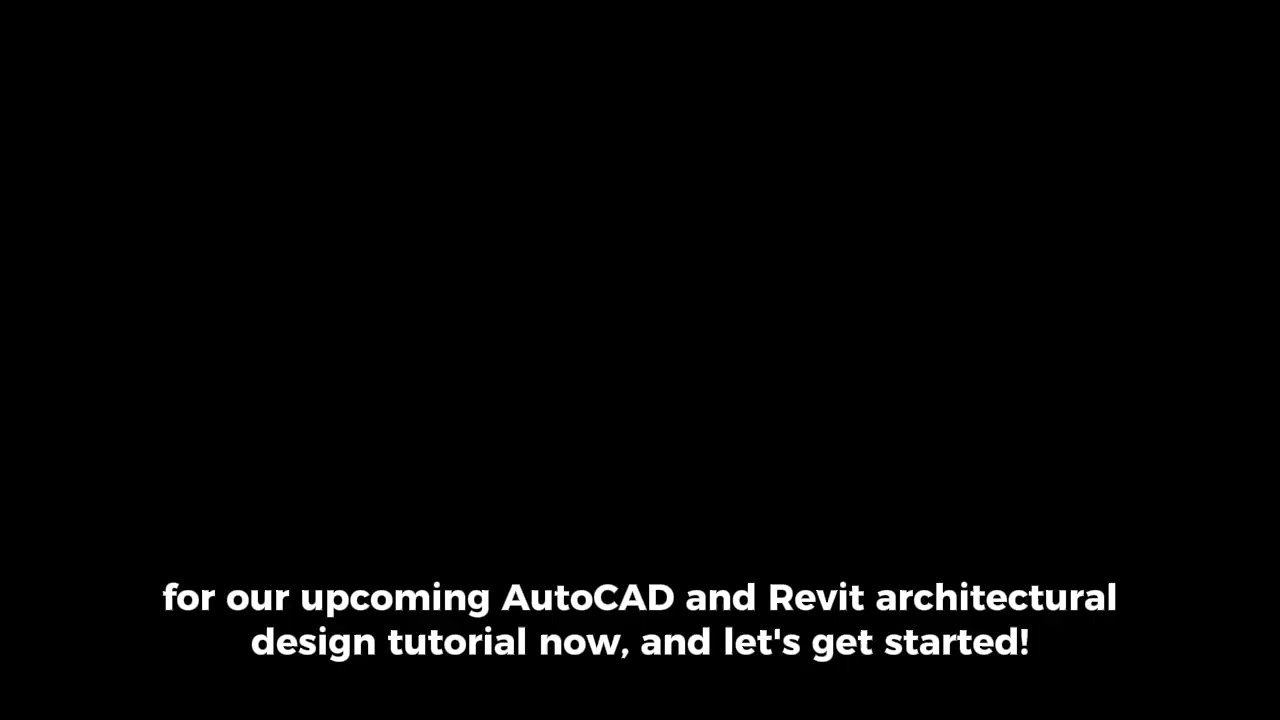 for our upcoming AutoCAD and Revit architectural
design tutorial now, and let's get started!